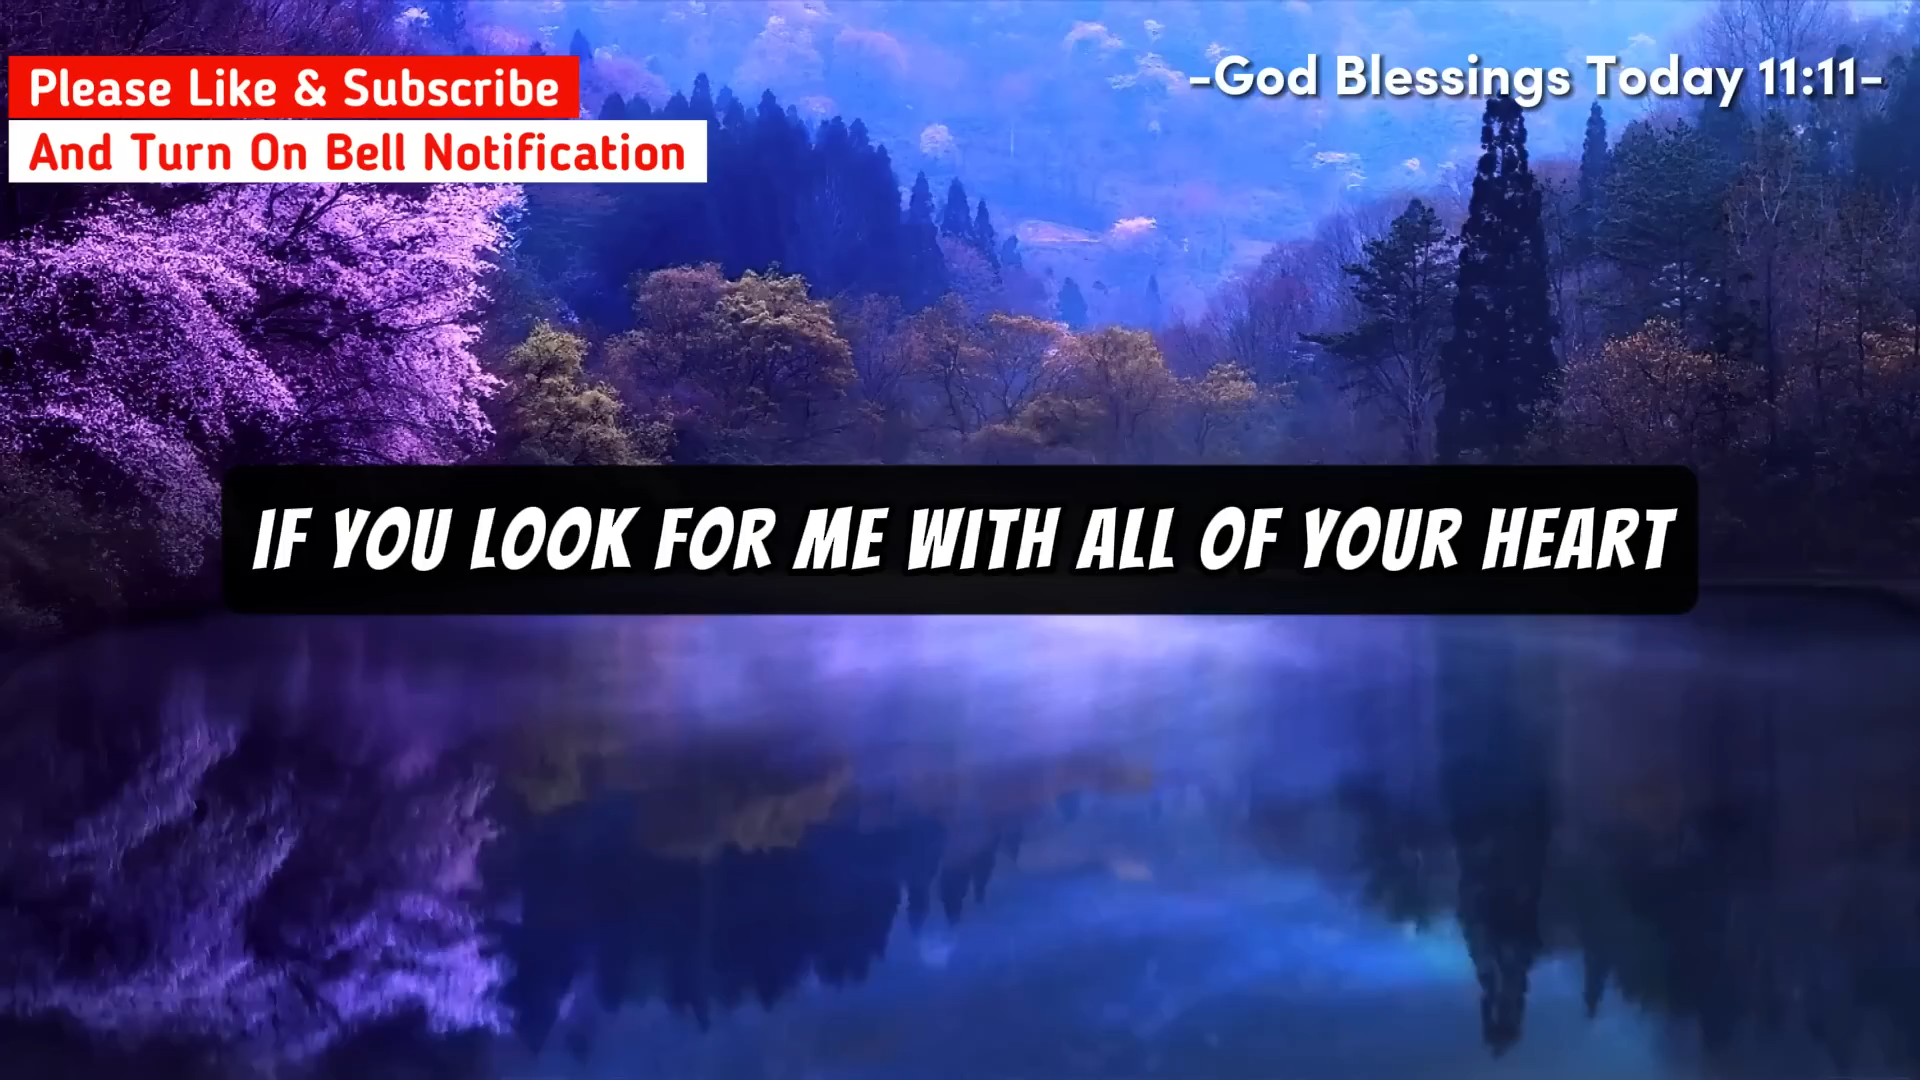 Please Like & Subscribe
And Turn On Bell Notification
-God Blessings Today 11:11-
IF YOU LOOK FOR ME WITH ALL OF YOUR HEART